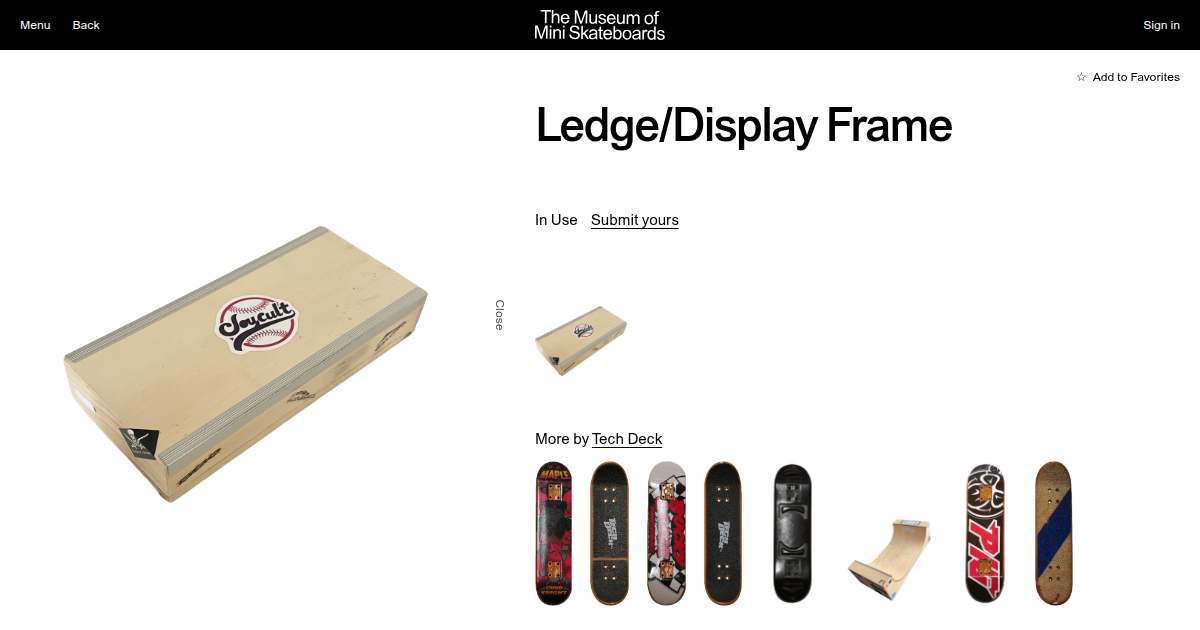 Menu
Back
The Museum of
Mini Skateboards
Sign in
☆ Add to Favorites
Ledge/Display Frame
In Use
Submit yours
Joycult
Close
More by Tech Deck
MAPLE